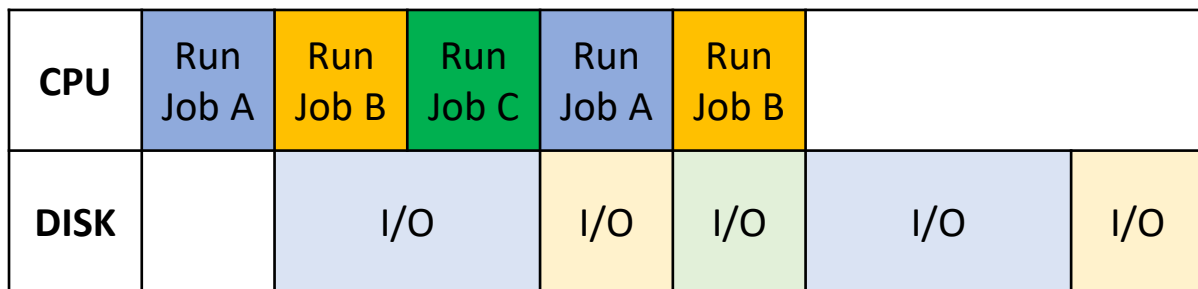 CPU
Run
Job A
Run
Job B
Run
Job C
Run
Job A
Run
Job B
DISK
I/O
I/O
I/O
I/O
I/O